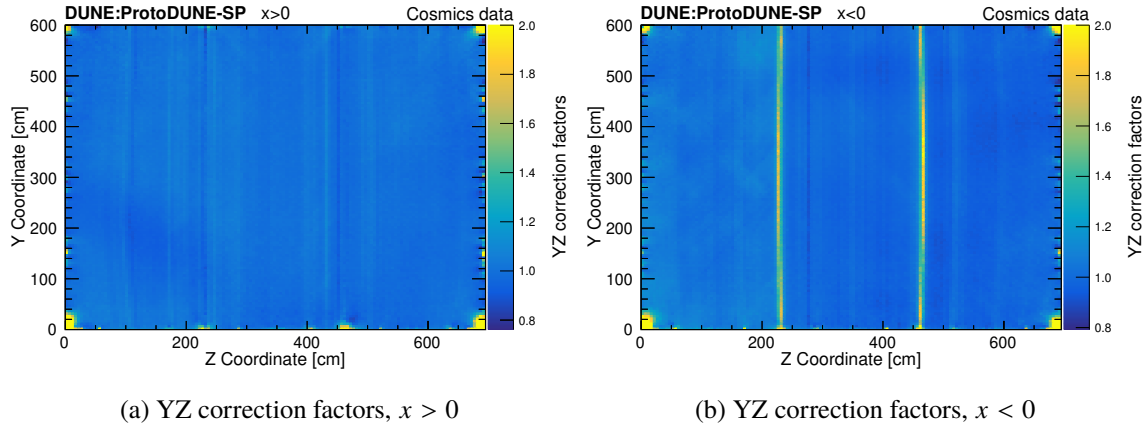 DUNE:ProtoDUNE-SP x>0 Cosmics data
600
500
400
300
200
100
0
Y Coordinate [cm]
0 200 400 600
Z Coordinate [cm]
2.0
1.8
1.6
1.4
1.2
1.0
0.8
YZ correction factors
(a) YZ correction factors, x > 0
DUNE:ProtoDUNE-SP x<0 Cosmics data
600
500
400
300
200
100
0
Y Coordinate [cm]
0 200 400 600
Z Coordinate [cm]
2.0
1.8
1.6
1.4
1.2
1.0
0.8
YZ correction factors
(b) YZ correction factors, x < 0